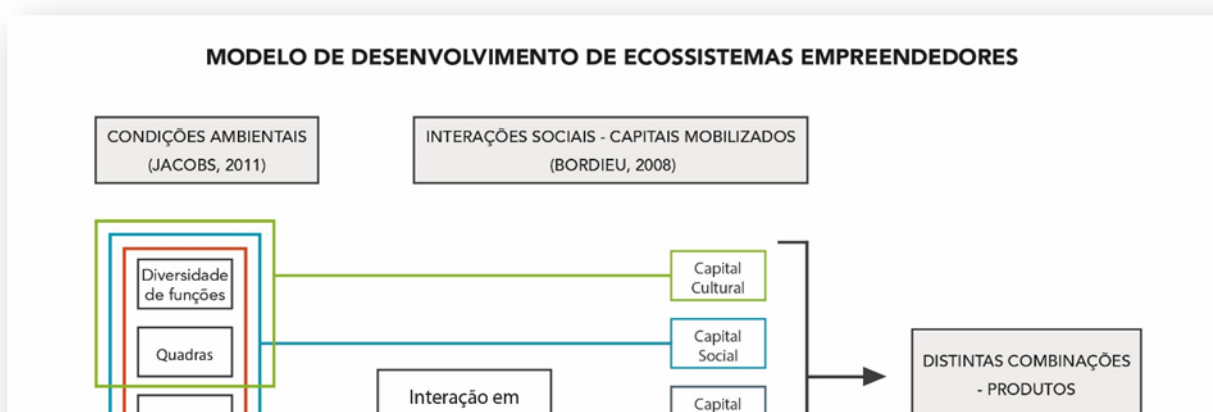 MODELO DE DESENVOLVIMENTO DE ECOSSISTEMAS EMPREENDEDORES
CONDIÇÕES AMBIENTAIS
(JACOBS, 2011)
INTERAÇÕES SOCIAIS - CAPITAIS MOBILIZADOS
(BORDIEU, 2008)
Diversidade
de funções
Quadras
Interação em
Capital
Cultural
Capital
Social
Capital
DISTINTAS COMBINAÇÕES
- PRODUTOS